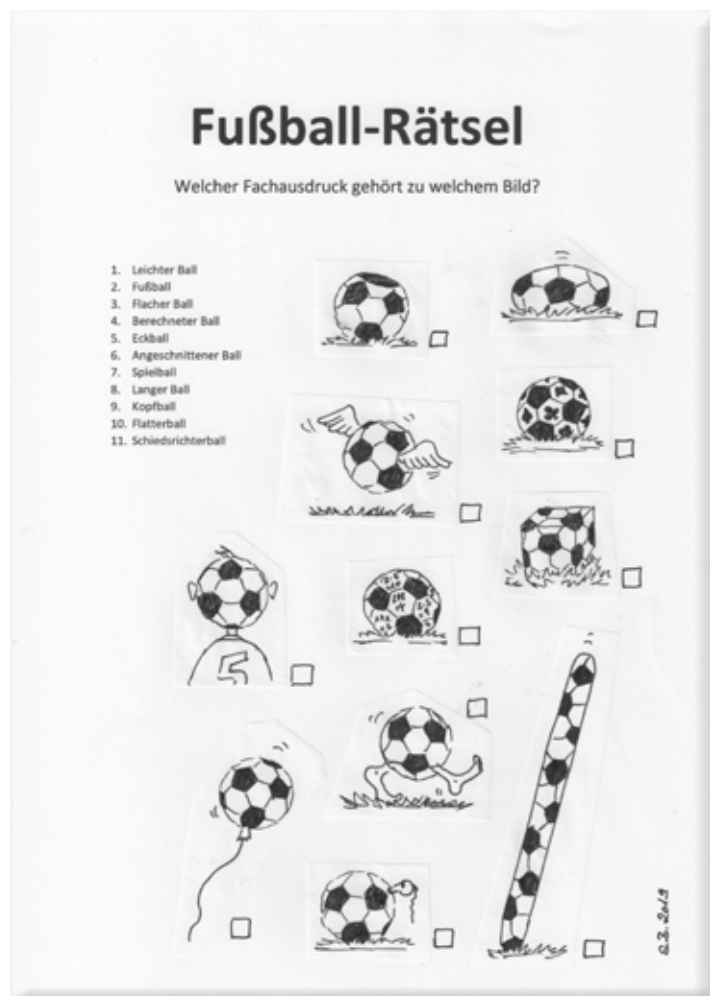 Fußball-Rätsel
Welcher Fachausdruck gehört zu welchem Bild?
1. Leichter Ball
2. Fußball
3. Flacher Ball
4. Berechneter Ball
5. Eckball
6. Angeschnittener Ball
7. Spielball
8. Langer Ball
9. Kopfball
10. Flatterball
11. Schiedsrichterball
5